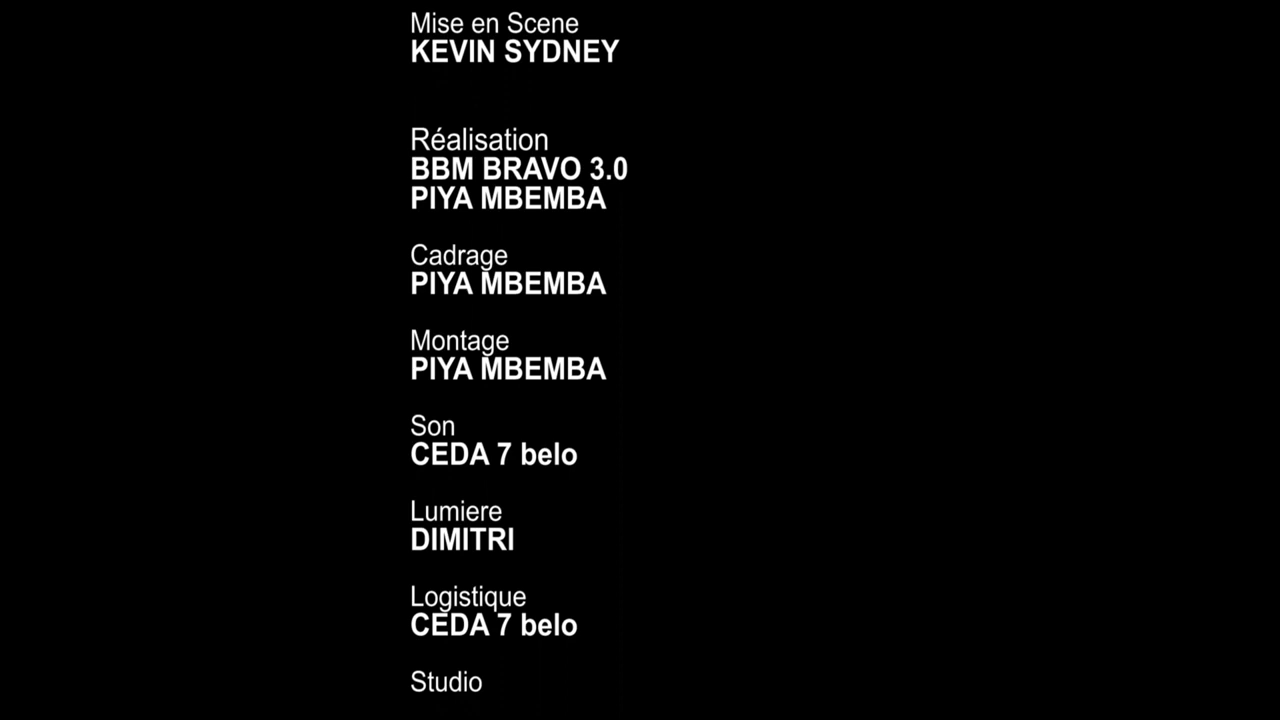 Mise en Scene
KEVIN SYDNEY
Réalisation
BBM BRAVO 3.0
PIYA MBEMBA
Cadrage
PIYA MBEMBA
Montage
PIYA MBEMBA
Son
CEDA 7 belo
Lumiere
DIMITRI
Logistique
CEDA 7 belo
Studio